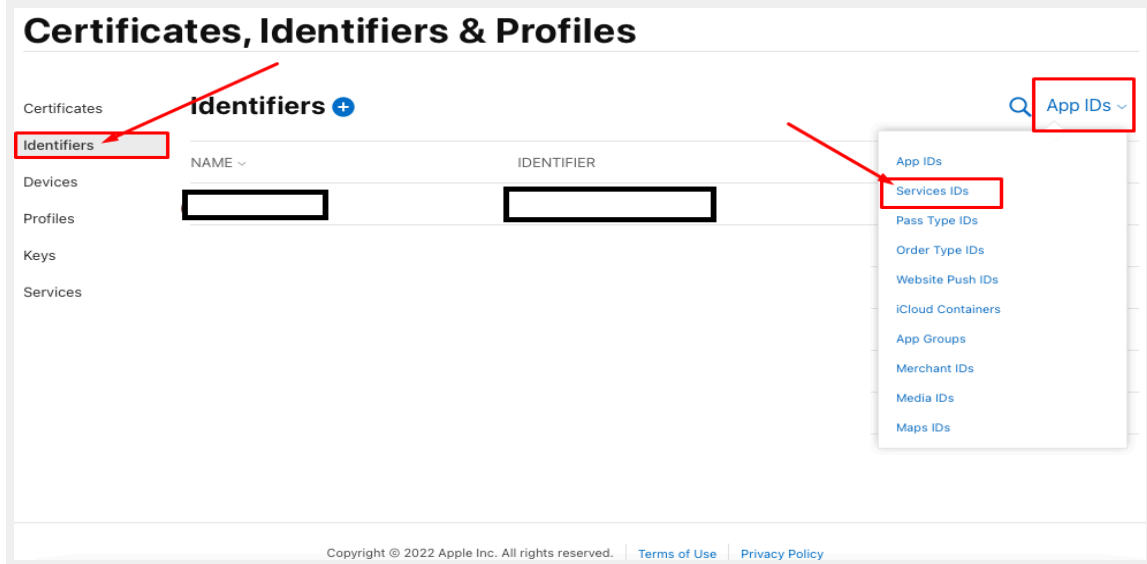 Certificates, Identifiers & Profiles
Certificates
Identifiers
Devices
Profiles
Keys
Services
Identifiers
App IDs
NAME
IDENTIFIER
App IDs
Services IDs
Pass Type IDs
Order Type IDs
Website Push IDs
iCloud Containers
App Groups
Merchant IDs
Media IDs
Maps IDs
Copyright © 2022 Apple Inc. All rights reserved. Terms of Use Privacy Policy